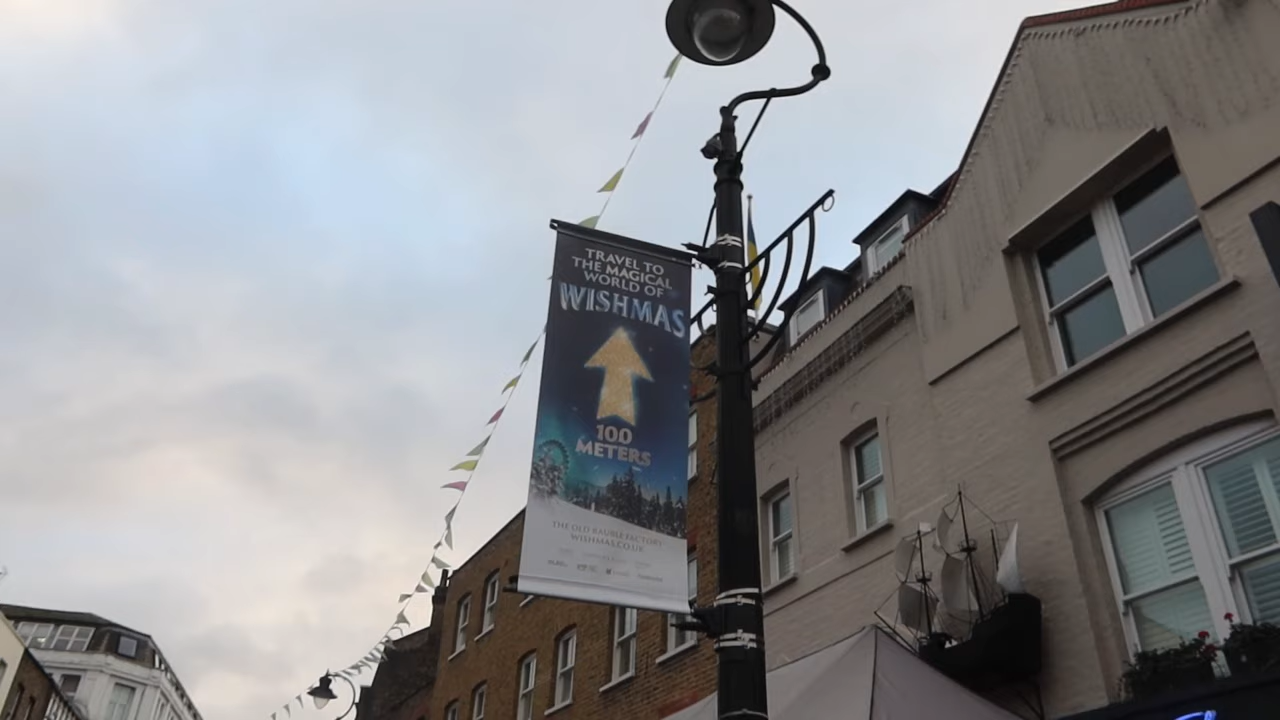 TRAVEL TO
THE MAGICAL
WORLD OF
WISHMAS
100
METERS
THE OLD BAUBLE FACTORY
WISHMAS.CO.UK